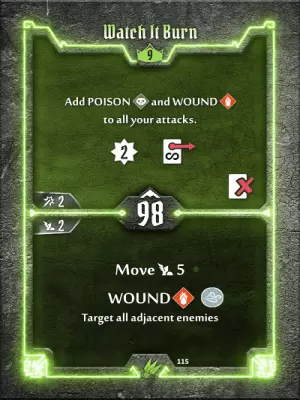 Watch It Burn
9
Add POISON and WOUND
to all your attacks.
2
2
98
2
Move 5
WOUND
Target all adjacent enemies
115